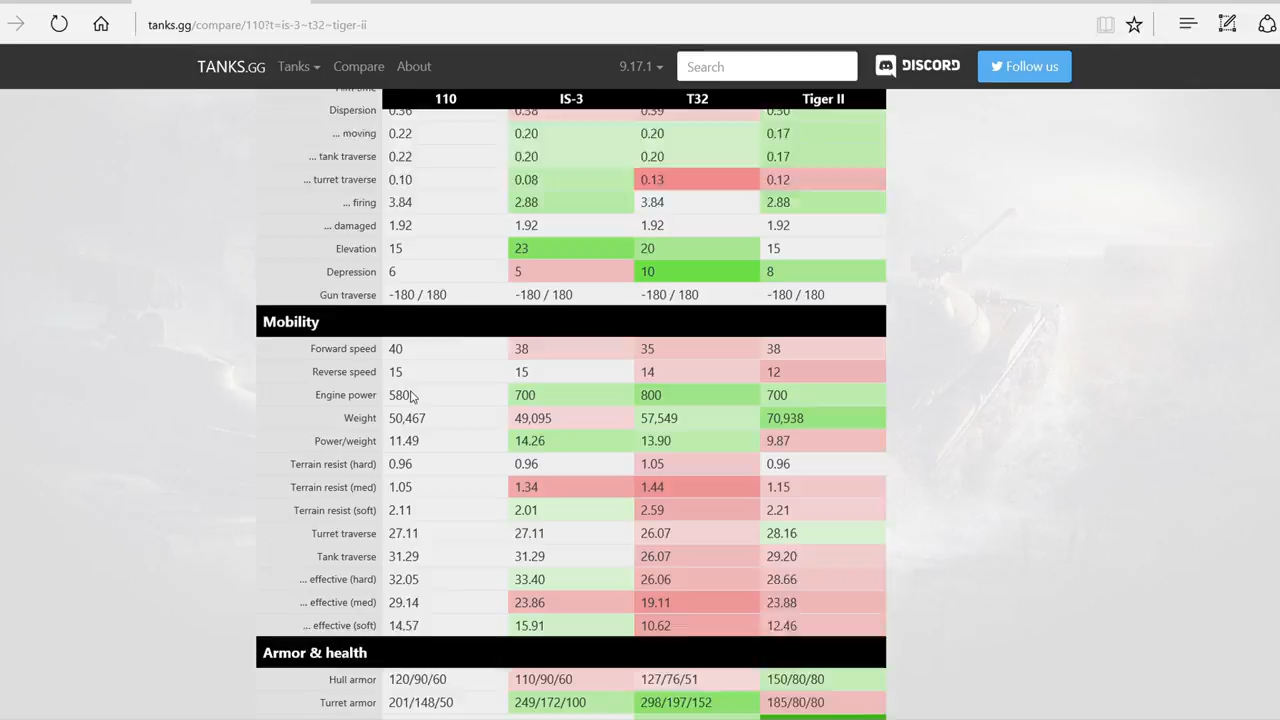 tanks.gg/compare/110?t=is-3~t32~tiger-ii
TANKS.GG Tanks Compare About 9.17.1 Search DISCORD Follow us
110 IS-3 T32 Tiger II
Dispersion 0.36 0.38 0.39
... moving 0.22 0.20 0.20 0.17
... tank traverse 0.22 0.20 0.20 0.17
... turret traverse 0.10 0.08 0.13 0.12
... firing 3.84 2.88 3.84 2.88
... damaged 1.92 1.92 1.92 1.92
Elevation 15 23 20 15
Depression 6 5 10 8
Gun traverse -180 / 180 -180 / 180 -180 / 180 -180 / 180
Mobility
Forward speed 40 38 35 38
Reverse speed 15 15 14 12
Engine power 580 700 800 700
Weight 50,467 49,095 57,549 70,938
Power/weight 11.49 14.26 13.90 9.87
Terrain resist (hard) 0.96 0.96 1.05 0.96
Terrain resist (med) 1.05 1.34 1.44 1.15
Terrain resist (soft) 2.11 2.01 2.59 2.21
Turret traverse 27.11 27.11 26.07 28.16
Tank traverse 31.29 31.29 26.07 29.20
... effective (hard) 32.05 33.40 26.06 28.66
... effective (med) 29.14 23.86 19.11 23.88
... effective (soft) 14.57 15.91 10.62 12.46
Armor & health
Hull armor 120/90/60 110/90/60 127/76/51 150/80/80
Turret armor 201/148/50 249/172/100 298/197/152 185/80/80